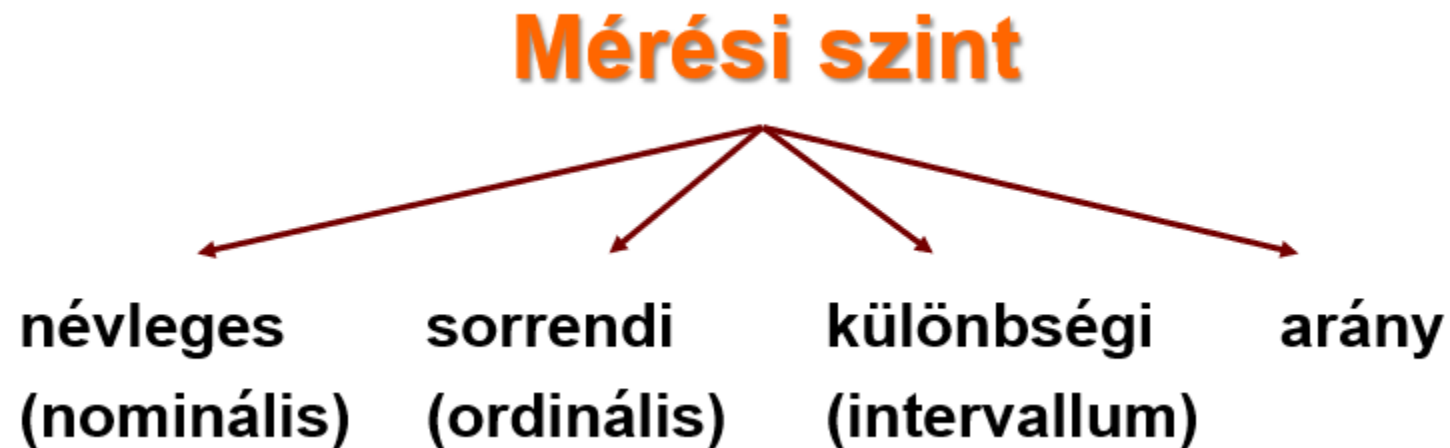 Mérési szint
névleges sorrendi különbségi arány
(nominális) (ordinális) (intervallum)